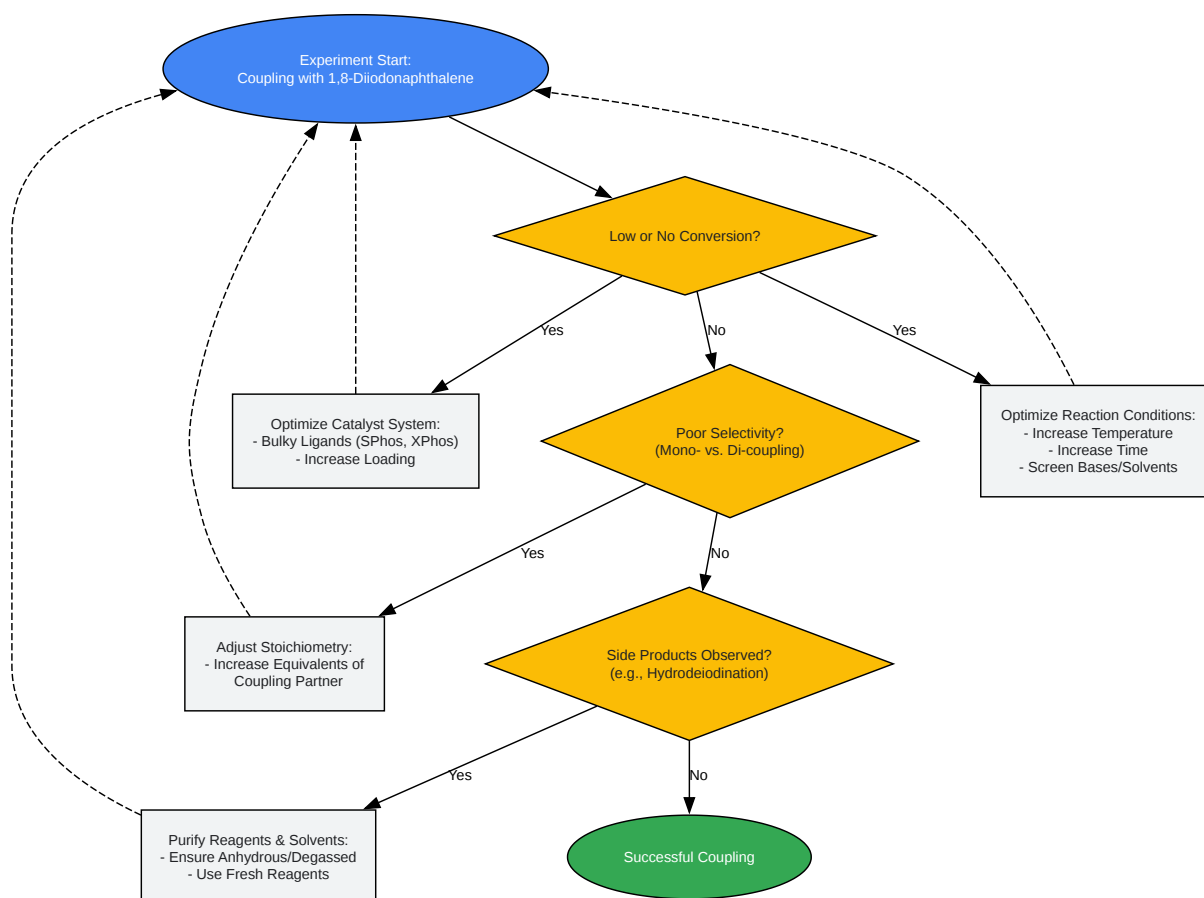 Experiment Start:
Coupling with 1,8-Diiodonaphthalene
Low or No Conversion?
Yes
No
Yes
Optimize Catalyst System:
- Bulky Ligands (SPhos, XPhos)
- Increase Loading
Poor Selectivity?
(Mono- vs. Di-coupling)
Optimize Reaction Conditions:
- Increase Temperature
- Increase Time
- Screen Bases/Solvents
Yes
No
Adjust Stoichiometry:
- Increase Equivalents of
Coupling Partner
Side Products Observed?
(e.g., Hydrodeiodination)
Yes
No
Purify Reagents & Solvents:
- Ensure Anhydrous/Degassed
- Use Fresh Reagents
Successful Coupling